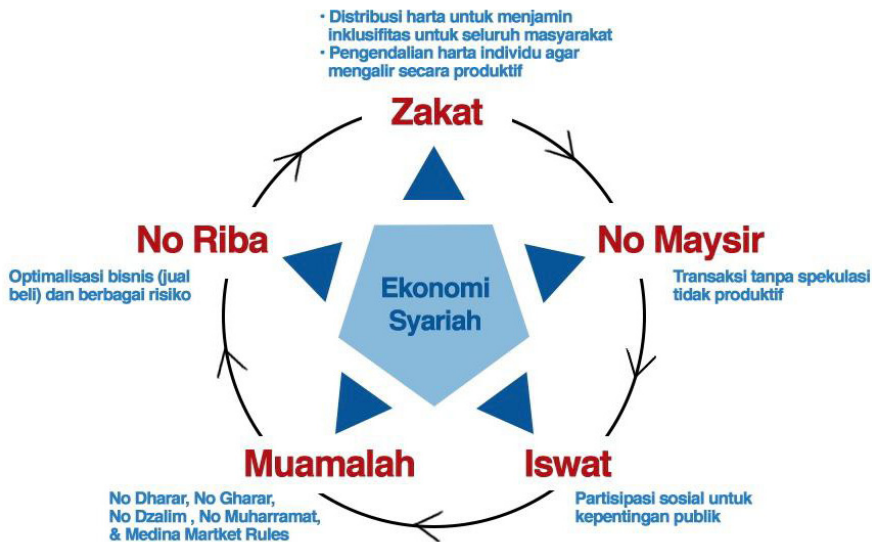 • Distribusi harta untuk menjamin
inklusifitas untuk seluruh masyarakat
• Pengendalian harta individu agar
mengalir secara produktif
Zakat
No Riba
Optimalisasi bisnis (jual
beli) dan berbagai risiko
No Maysir
Transaksi tanpa spekulasi
tidak produktif
Ekonomi
Syariah
Muamalah
No Dharar, No Gharar,
No Dzalim , No Muharramat,
& Medina Martket Rules
Iswat
Partisipasi sosial untuk
kepentingan publik